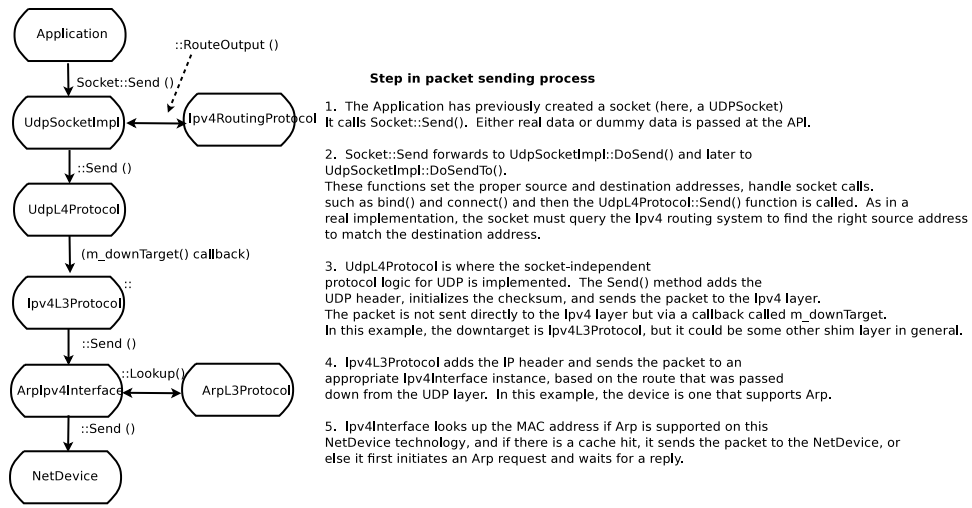 Application
::RouteOutput ()
Socket::Send ()
UdpSocketImpl
Ipv4RoutingProtocol
::Send ()
UdpL4Protocol
(m_downTarget() callback)
::
Ipv4L3Protocol
::Send ()
ArpIpv4Interface
::Lookup()
ArpL3Protocol
::Send ()
NetDevice
Step in packet sending process
1. The Application has previously created a socket (here, a UDPSocket)
It calls Socket::Send(). Either real data or dummy data is passed at the API.
2. Socket::Send forwards to UdpSocketImpl::DoSend() and later to
UdpSocketImpl::DoSendTo().
These functions set the proper source and destination addresses, handle socket calls.
such as bind() and connect() and then the UdpL4Protocol::Send() function is called. As in a
real implementation, the socket must query the Ipv4 routing system to find the right source address
to match the destination address.
3. UdpL4Protocol is where the socket-independent
protocol logic for UDP is implemented. The Send() method adds the
UDP header, initializes the checksum, and sends the packet to the Ipv4 layer.
The packet is not sent directly to the Ipv4 layer but via a callback called m_downTarget.
In this example, the downtarget is Ipv4L3Protocol, but it could be some other shim layer in general.
4. Ipv4L3Protocol adds the IP header and sends the packet to an
appropriate Ipv4Interface instance, based on the route that was passed
down from the UDP layer. In this example, the device is one that supports Arp.
5. Ipv4Interface looks up the MAC address if Arp is supported on this
NetDevice technology, and if there is a cache hit, it sends the packet to the NetDevice, or
else it first initiates an Arp request and waits for a reply.